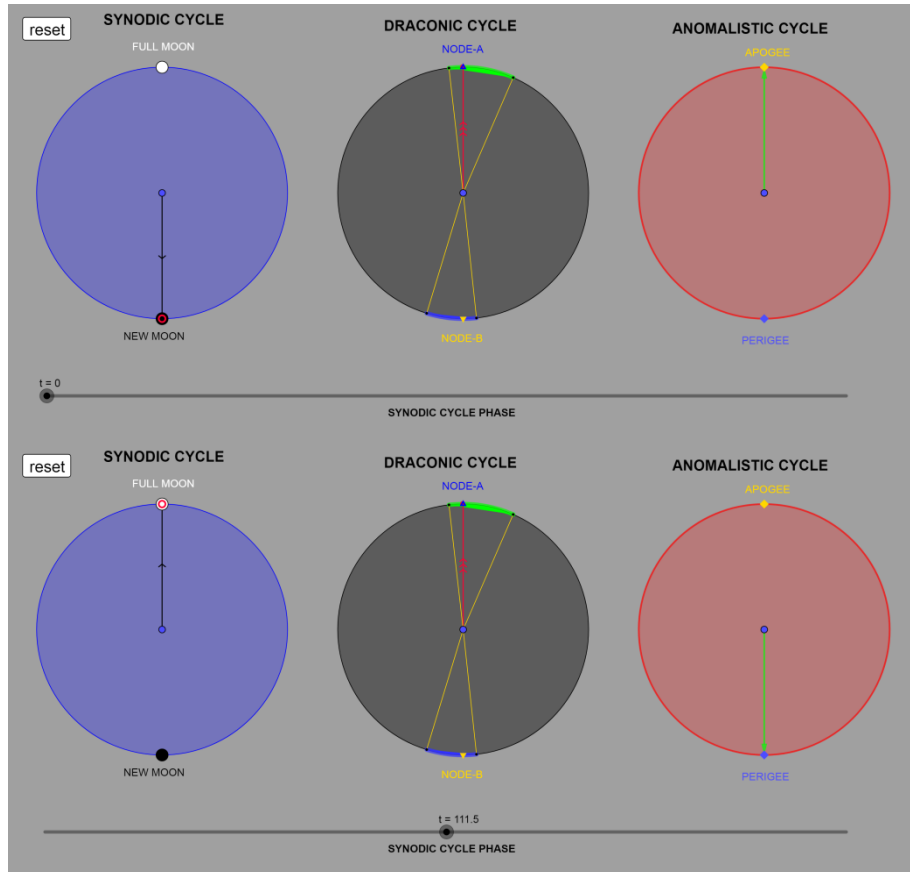 reset
SYNODIC CYCLE
DRACONIC CYCLE
ANOMALISTIC CYCLE
FULL MOON
NODE-A
APOGEE
NEW MOON
NODE-B
PERIGEE
t = 0
SYNODIC CYCLE PHASE
reset
SYNODIC CYCLE
DRACONIC CYCLE
ANOMALISTIC CYCLE
FULL MOON
NODE-A
APOGEE
NEW MOON
NODE-B
PERIGEE
t = 111.5
SYNODIC CYCLE PHASE